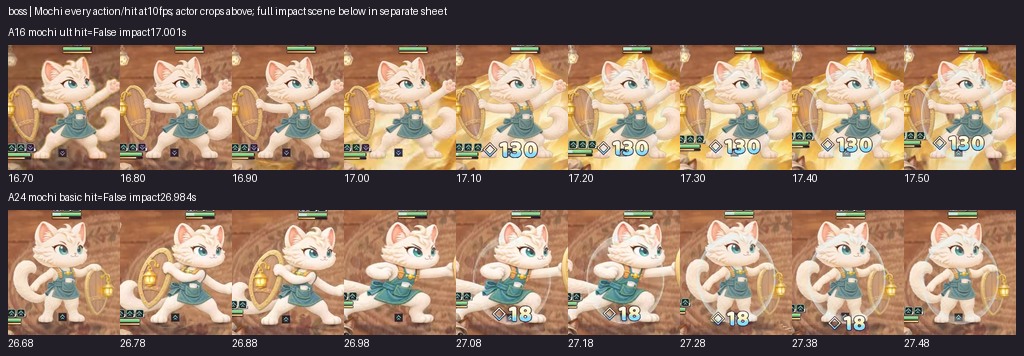 boss | Mochi every action/hit at10fps; actor crops above; full impact scene below in separate sheet
A16 mochi ult hit=False impact17.001s
130 130 130 130 130
16.70 16.80 16.90 17.00 17.10 17.20 17.30 17.40 17.50
A24 mochi basic hit=False impact26.984s
18 18 18 18
26.68 26.78 26.88 26.98 27.08 27.18 27.28 27.38 27.48